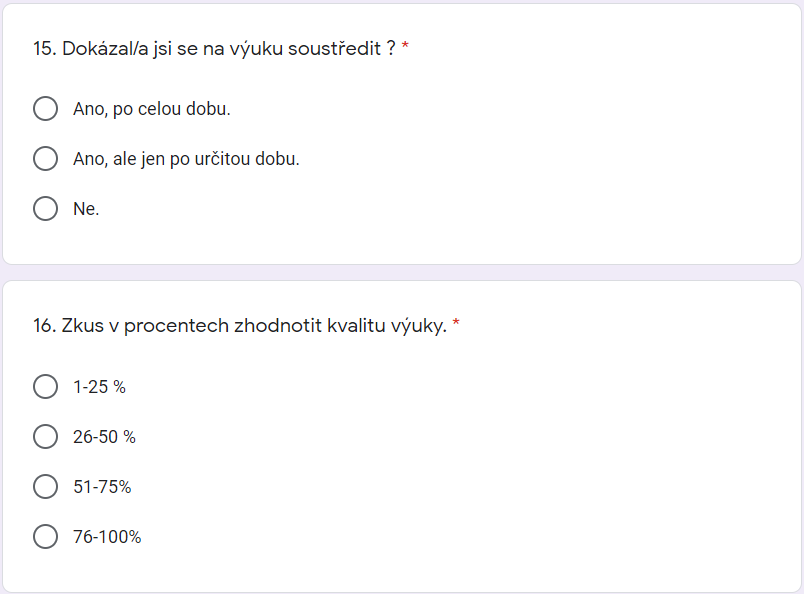 15. Dokázal/a jsi se na výuku soustředit ? *
Ano, po celou dobu.
Ano, ale jen po určitou dobu.
Ne.
16. Zkus v procentech zhodnotit kvalitu výuky. *
1-25 %
26-50 %
51-75%
76-100%